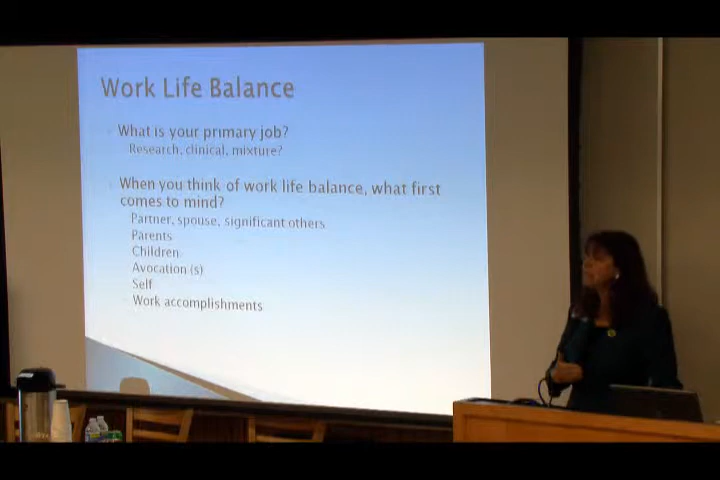 Work Life Balance
What is your primary job?
Research, clinical, mixture?
When you think of work life balance, what first
comes to mind?
Partner, spouse, significant others
Parents
Children
Avocation (s)
Self
Work accomplishments